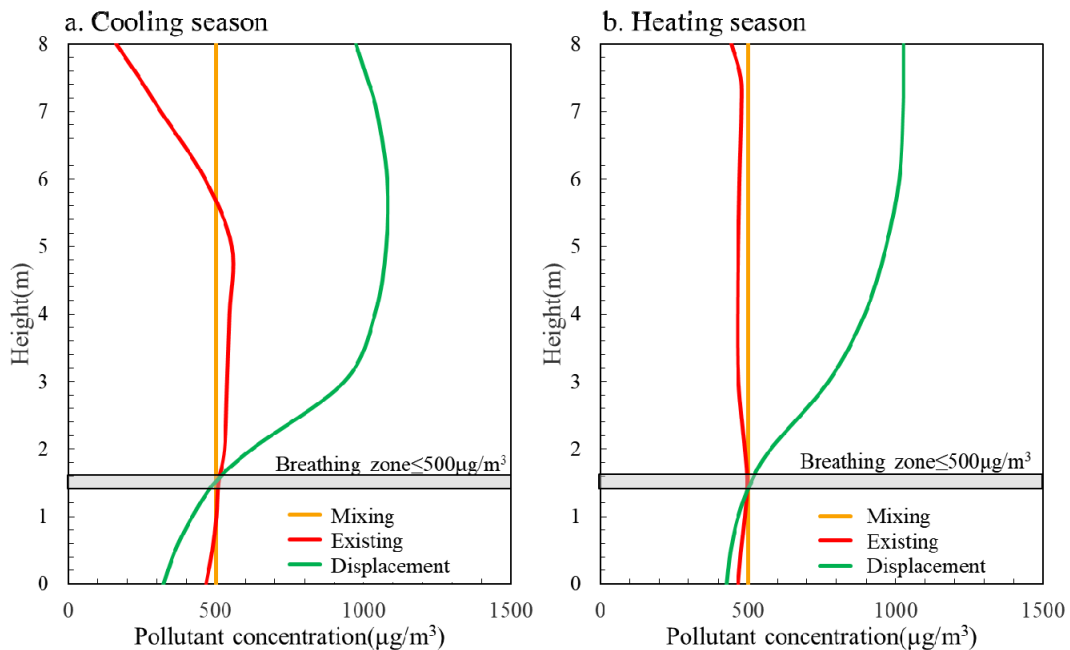 a. Cooling season
8
7
6
5
4
3
2
1
0
Height(m)
Breathing zone≤500μg/m³
Mixing
Existing
Displacement
0 500 1000 1500
Pollutant concentration(μg/m³)
b. Heating season
8
7
6
5
4
3
2
1
0
Height(m)
Breathing zone≤500μg/m³
Mixing
Existing
Displacement
0 500 1000 1500
Pollutant concentration(μg/m³)